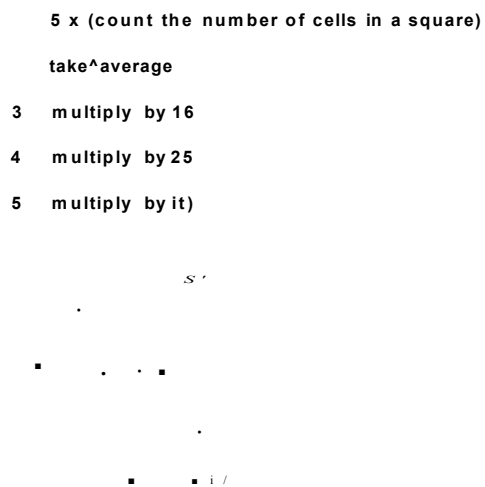 5 x (count the number of cells in a square)
take^average
3 multiply by 16
4 multiply by 25
5 multiply by it)
s ′
i /